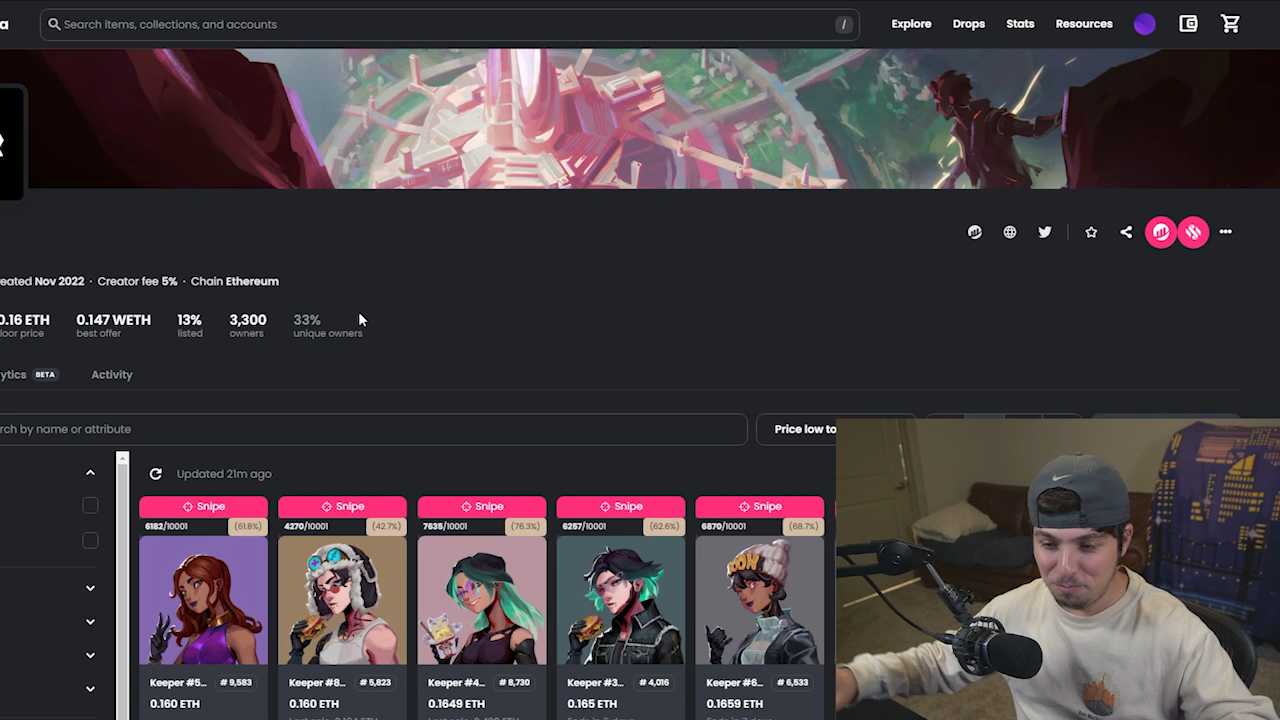 a Search items, collections, and accounts / Explore Drops Stats Resources
eated Nov 2022 · Creator fee 5% · Chain Ethereum
0.16 ETH 0.147 WETH 13% 3,300 33%
loor price best offer listed owners unique owners
ytics BETA Activity
rch by name or attribute Price low to
Updated 21m ago
Snipe Snipe Snipe Snipe Snipe
6182/10001 (61.8%) 4270/10001 (42.7%) 7635/10001 (76.3%) 6257/10001 (62.6%) 6870/10001 (68.7%)
Keeper #5... # 9,583 Keeper #8... # 5,823 Keeper #4... # 8,730 Keeper #3... # 4,016 Keeper #6... # 6,533
0.160 ETH 0.160 ETH 0.1649 ETH 0.165 ETH 0.1659 ETH